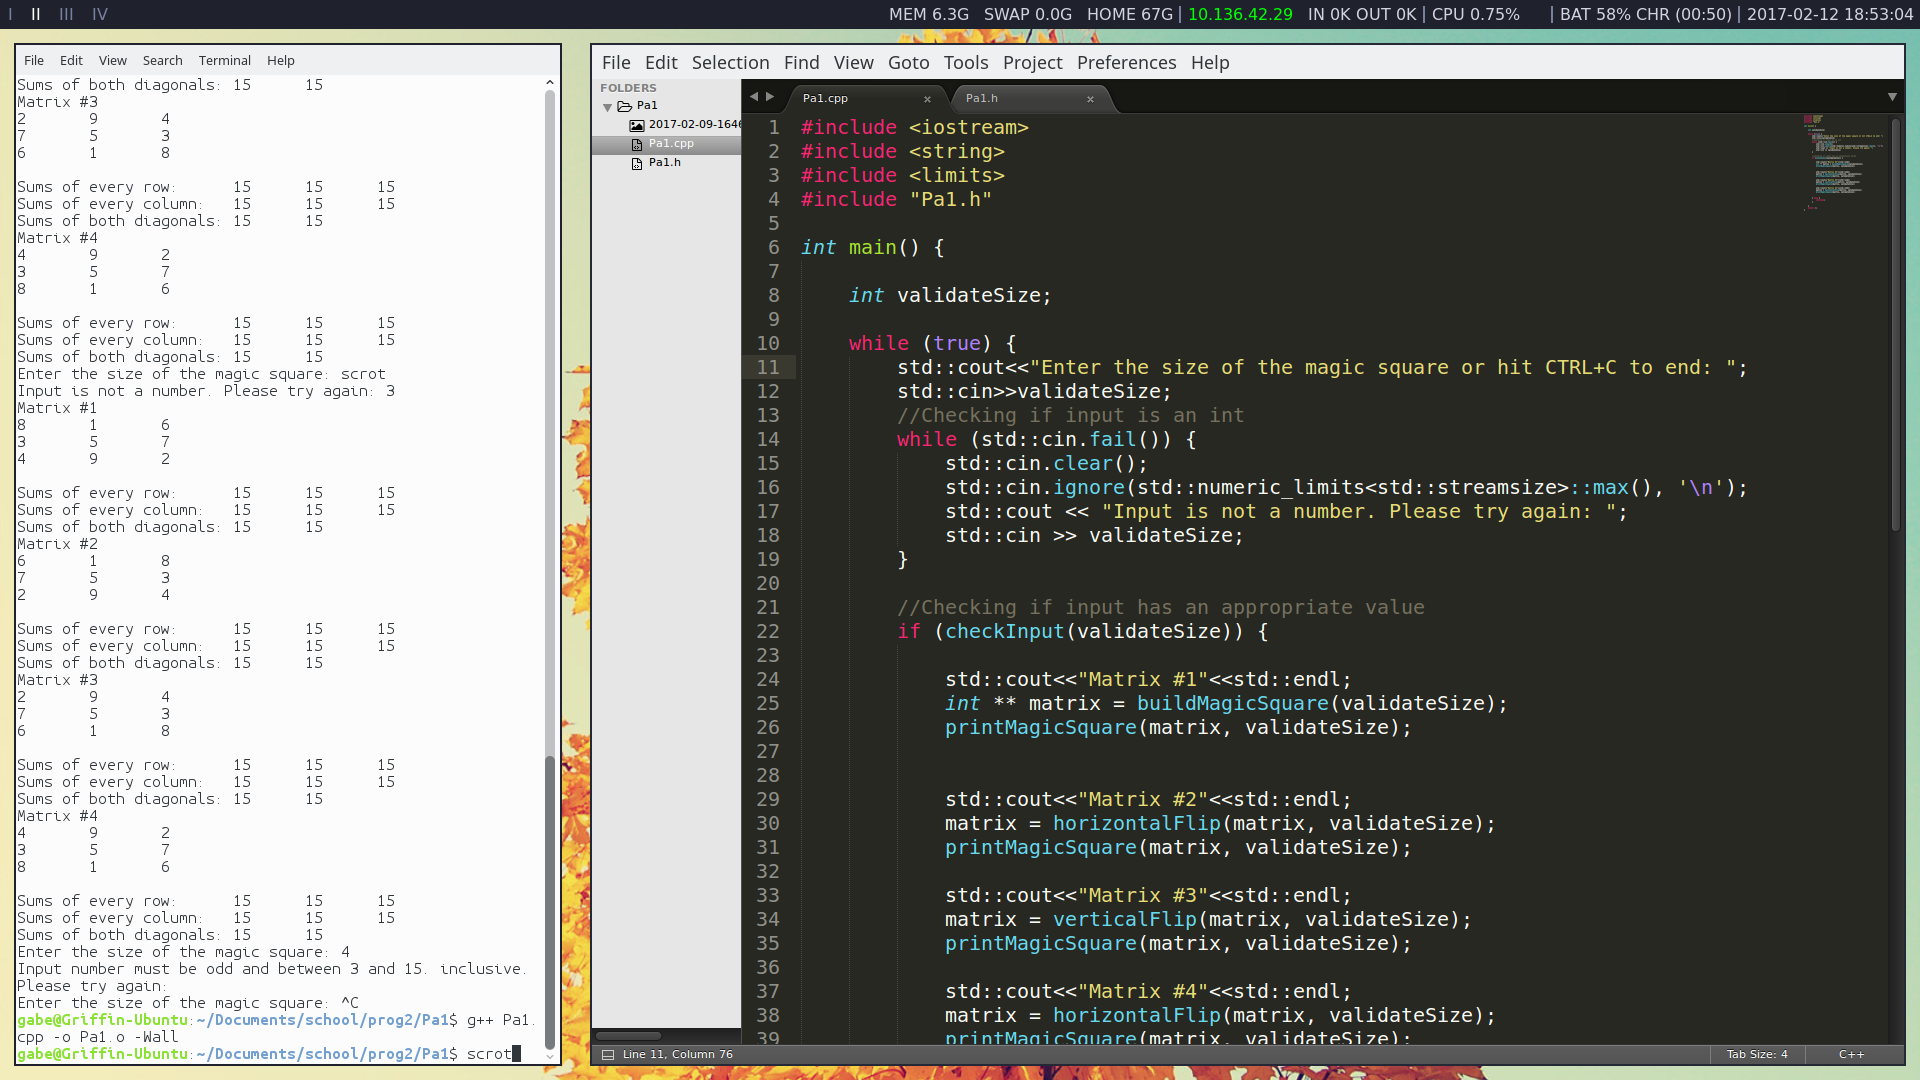 I II III IV MEM 6.3G SWAP 0.0G HOME 67G | 10.136.42.29 IN 0K OUT 0K | CPU 0.75% | BAT 58% CHR (00:50) | 2017-02-12 18:53:04
File Edit View Search Terminal Help
Sums of both diagonals: 15 15
Matrix #3
2 9 4
7 5 3
6 1 8
Sums of every row: 15 15 15
Sums of every column: 15 15 15
Sums of both diagonals: 15 15
Matrix #4
4 9 2
3 5 7
8 1 6
Sums of every row: 15 15 15
Sums of every column: 15 15 15
Sums of both diagonals: 15 15
Enter the size of the magic square: scrot
Input is not a number. Please try again: 3
Matrix #1
8 1 6
3 5 7
4 9 2
Sums of every row: 15 15 15
Sums of every column: 15 15 15
Sums of both diagonals: 15 15
Matrix #2
6 1 8
7 5 3
2 9 4
Sums of every row: 15 15 15
Sums of every column: 15 15 15
Sums of both diagonals: 15 15
Matrix #3
2 9 4
7 5 3
6 1 8
Sums of every row: 15 15 15
Sums of every column: 15 15 15
Sums of both diagonals: 15 15
Matrix #4
4 9 2
3 5 7
8 1 6
Sums of every row: 15 15 15
Sums of every column: 15 15 15
Sums of both diagonals: 15 15
Enter the size of the magic square: 4
Input number must be odd and between 3 and 15. inclusive.
Please try again:
Enter the size of the magic square: ^C
gabe@Griffin-Ubuntu:~/Documents/school/prog2/Pa1$ g++ Pa1.
cpp -o Pa1.o -Wall
gabe@Griffin-Ubuntu:~/Documents/school/prog2/Pa1$ scrot
File Edit Selection Find View Goto Tools Project Preferences Help
FOLDERS
Pa1
2017-02-09-1646
Pa1.cpp
Pa1.h
Pa1.cpp × Pa1.h ×
1 #include <iostream>
2 #include <string>
3 #include <limits>
4 #include "Pa1.h"
5
6 int main() {
7
8 int validateSize;
9
10 while (true) {
11 std::cout<<"Enter the size of the magic square or hit CTRL+C to end: ";
12 std::cin>>validateSize;
13 //Checking if input is an int
14 while (std::cin.fail()) {
15 std::cin.clear();
16 std::cin.ignore(std::numeric_limits<std::streamsize>::max(), '\n');
17 std::cout << "Input is not a number. Please try again: ";
18 std::cin >> validateSize;
19 }
20
21 //Checking if input has an appropriate value
22 if (checkInput(validateSize)) {
23
24 std::cout<<"Matrix #1"<<std::endl;
25 int ** matrix = buildMagicSquare(validateSize);
26 printMagicSquare(matrix, validateSize);
27
28
29 std::cout<<"Matrix #2"<<std::endl;
30 matrix = horizontalFlip(matrix, validateSize);
31 printMagicSquare(matrix, validateSize);
32
33 std::cout<<"Matrix #3"<<std::endl;
34 matrix = verticalFlip(matrix, validateSize);
35 printMagicSquare(matrix, validateSize);
36
37 std::cout<<"Matrix #4"<<std::endl;
38 matrix = horizontalFlip(matrix, validateSize);
39 printMagicSquare(matrix, validateSize);
Line 11, Column 76 Tab Size: 4 C++